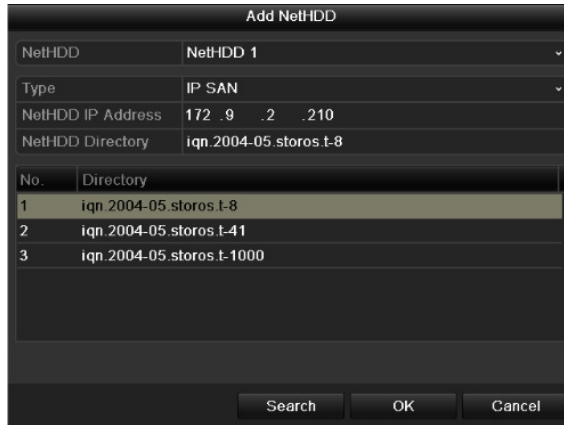 Add NetHDD
NetHDD NetHDD 1
Type IP SAN
NetHDD IP Address 172 .9 .2 .210
NetHDD Directory iqn.2004-05.storos.t-8
No. Directory
1 iqn.2004-05.storos.t-8
2 iqn.2004-05.storos.t-41
3 iqn.2004-05.storos.t-1000
Search OK Cancel